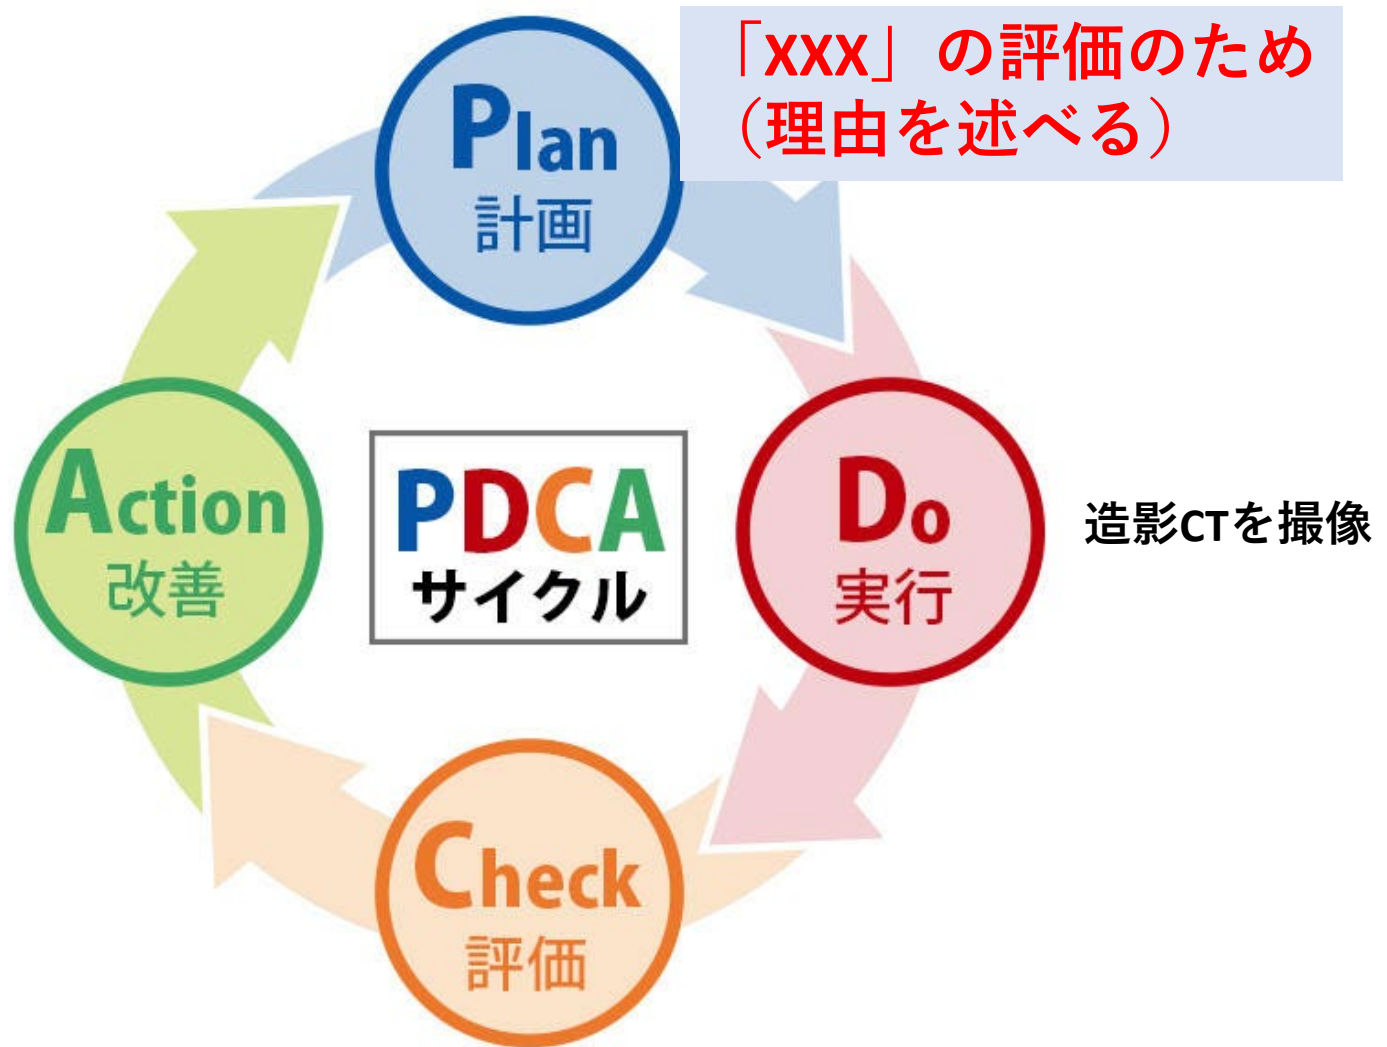 「XXX」の評価のため
（理由を述べる）
Plan
計画
Action
改善
PDCA
サイクル
Do
実行
造影CTを撮像
Check
評価